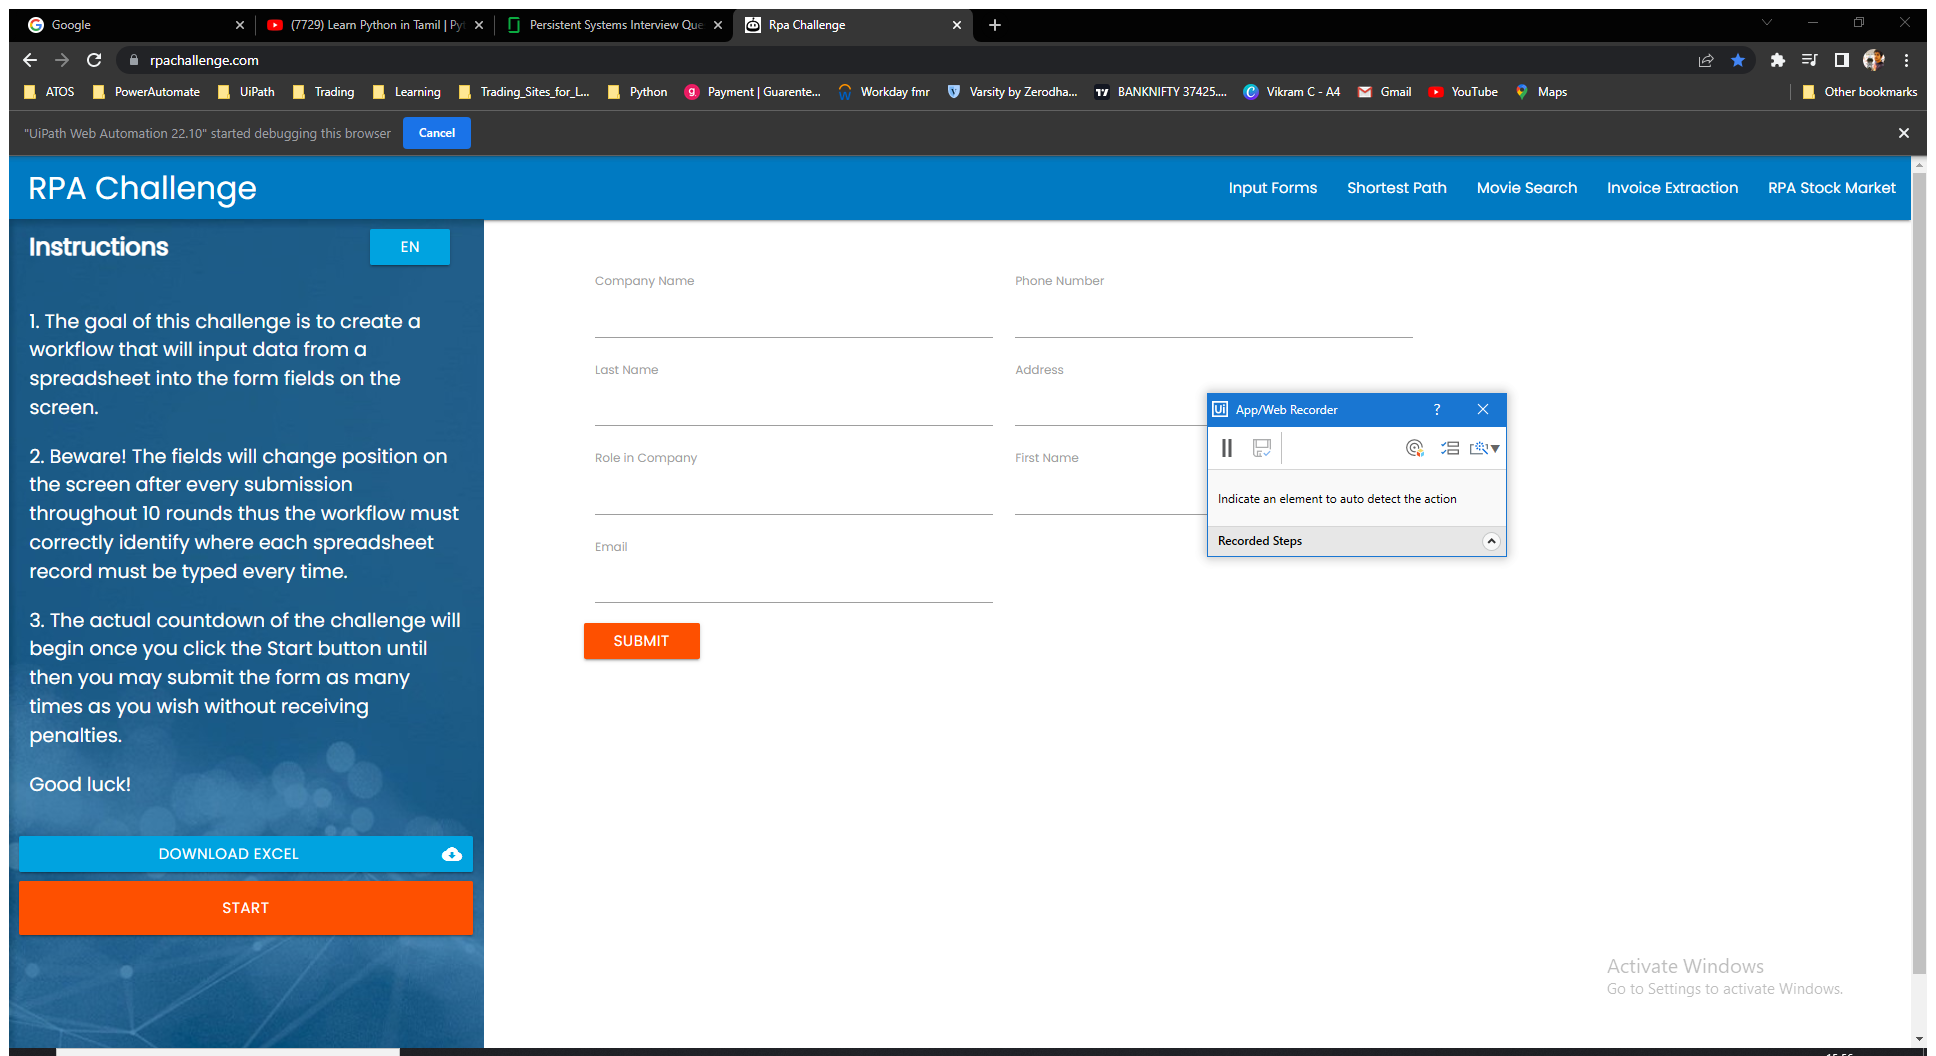 Google
(7729) Learn Python in Tamil | Py
Persistent Systems Interview Que
Rpa Challenge
rpachallenge.com
ATOS
PowerAutomate
UiPath
Trading
Learning
Trading_Sites_for_L...
Python
Payment | Guarente...
Workday fmr
Varsity by Zerodha...
BANKNIFTY 37425....
Vikram C - A4
Gmail
YouTube
Maps
Other bookmarks
"UiPath Web Automation 22.10" started debugging this browser
Cancel
RPA Challenge
Input Forms
Shortest Path
Movie Search
Invoice Extraction
RPA Stock Market
Instructions
EN
1. The goal of this challenge is to create a
workflow that will input data from a
spreadsheet into the form fields on the
screen.
2. Beware! The fields will change position on
the screen after every submission
throughout 10 rounds thus the workflow must
correctly identify where each spreadsheet
record must be typed every time.
3. The actual countdown of the challenge will
begin once you click the Start button until
then you may submit the form as many
times as you wish without receiving
penalties.
Good luck!
DOWNLOAD EXCEL
START
Company Name
Phone Number
Last Name
Address
Role in Company
First Name
Email
SUBMIT
Ui App/Web Recorder ?
Indicate an element to auto detect the action
Recorded Steps
Activate Windows
Go to Settings to activate Windows.